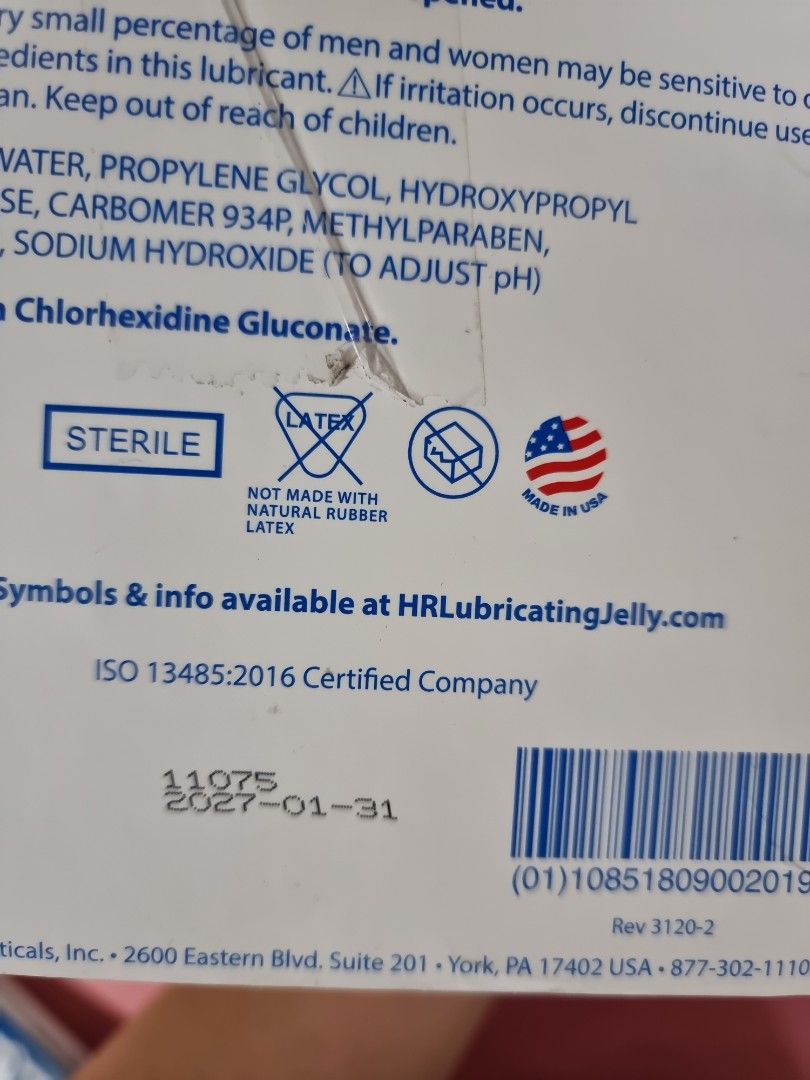 ry small percentage of men and women may be sensitive to
edients in this lubricant. ⚠If irritation occurs, discontinue use
an. Keep out of reach of children.
WATER, PROPYLENE GLYCOL, HYDROXYPROPYL
SE, CARBOMER 934P, METHYLPARABEN,
, SODIUM HYDROXIDE (TO ADJUST pH)
Chlorhexidine Gluconate.
STERILE
LATEX
NOT MADE WITH
NATURAL RUBBER
LATEX
MADE IN USA
Symbols & info available at HRLubricatingJelly.com
ISO 13485:2016 Certified Company
11075
2027-01-31
(01)10851809002019
Rev 3120-2
ticals, Inc. • 2600 Eastern Blvd. Suite 201 • York, PA 17402 USA • 877-302-1110